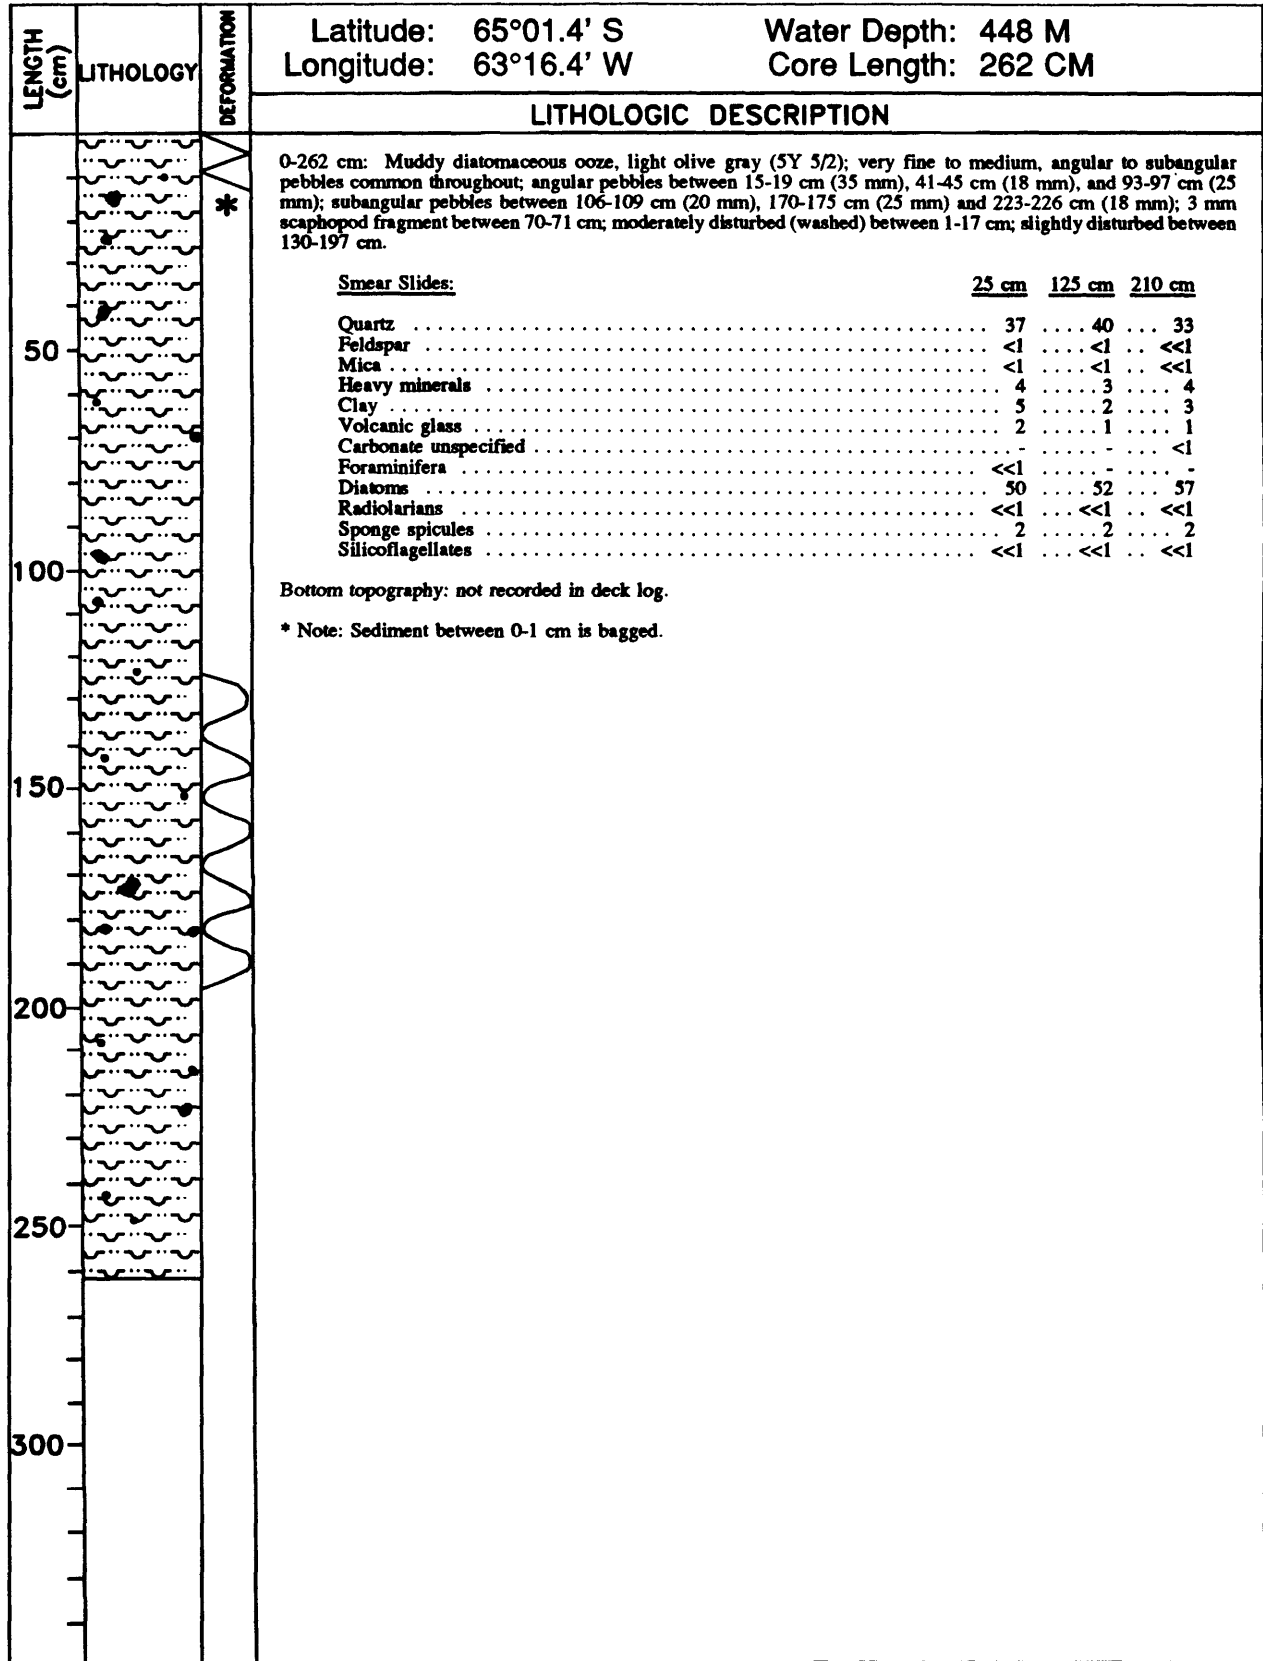 LENGTH (cm)
LITHOLOGY
DEFORMATION
Latitude: 65°01.4' S Water Depth: 448 M
Longitude: 63°16.4' W Core Length: 262 CM
LITHOLOGIC DESCRIPTION
0-262 cm: Muddy diatomaceous ooze, light olive gray (5Y 5/2); very fine to medium, angular to subangular
pebbles common throughout; angular pebbles between 15-19 cm (35 mm), 41-45 cm (18 mm), and 93-97 cm (25
mm); subangular pebbles between 106-109 cm (20 mm), 170-175 cm (25 mm) and 223-226 cm (18 mm); 3 mm
scaphopod fragment between 70-71 cm; moderately disturbed (washed) between 1-17 cm; slightly disturbed between
130-197 cm.
Smear Slides: 25 cm 125 cm 210 cm
Quartz 37 40 33
Feldspar <1 <1 <<1
Mica <1 <1 <<1
Heavy minerals 4 3 4
Clay 5 2 3
Volcanic glass 2 1 1
Carbonate unspecified - - <1
Foraminifera <<1 - -
Diatoms 50 52 57
Radiolarians <<1 <<1 <<1
Sponge spicules 2 2 2
Silicoflagellates <<1 <<1 <<1
Bottom topography: not recorded in deck log.
* Note: Sediment between 0-1 cm is bagged.
*
50
100
150
200
250
300